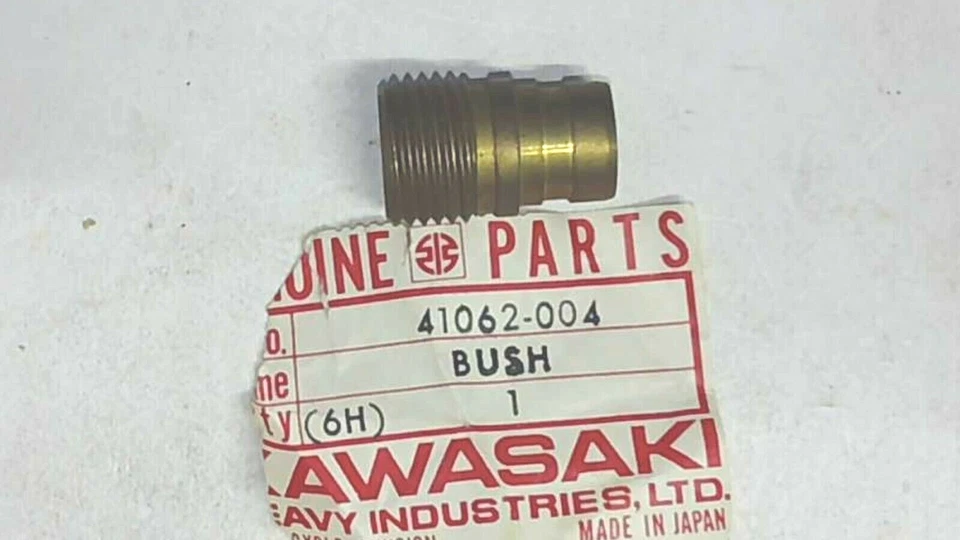 UINE PARTS
o. 41062-004
me BUSH
ty (6H) 1
KAWASAKI
EAVY INDUSTRIES, LTD.
MADE IN JAPAN